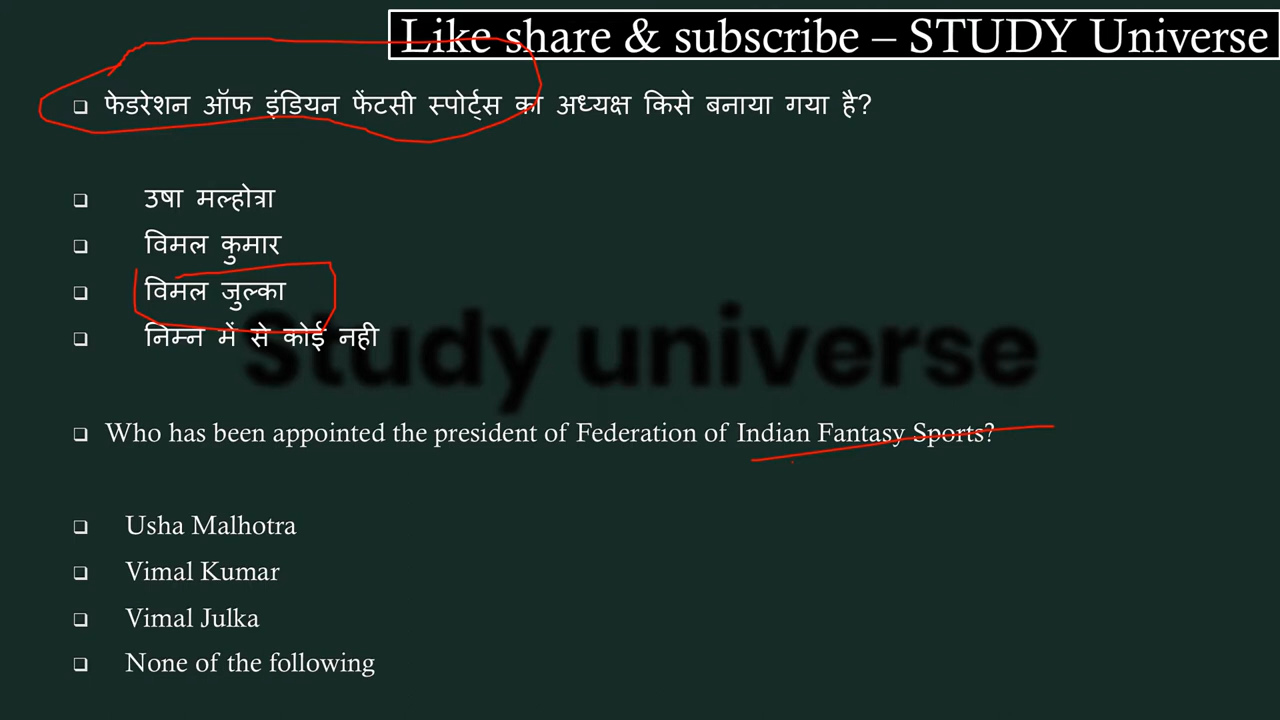 Like share & subscribe – STUDY Universe
फेडरेशन ऑफ इंडियन फेंटसी स्पोर्ट्स का अध्यक्ष किसे बनाया गया है?
उषा मल्होत्रा
विमल कुमार
विमल जुल्का
निम्न में से कोई नही
Study universe
Who has been appointed the president of Federation of Indian Fantasy Sports?
Usha Malhotra
Vimal Kumar
Vimal Julka
None of the following